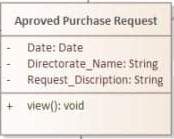 Aproved Purchase Request
- Date: Date
- Directorate_Name: String
- Request_Discription: String
+ view(): void